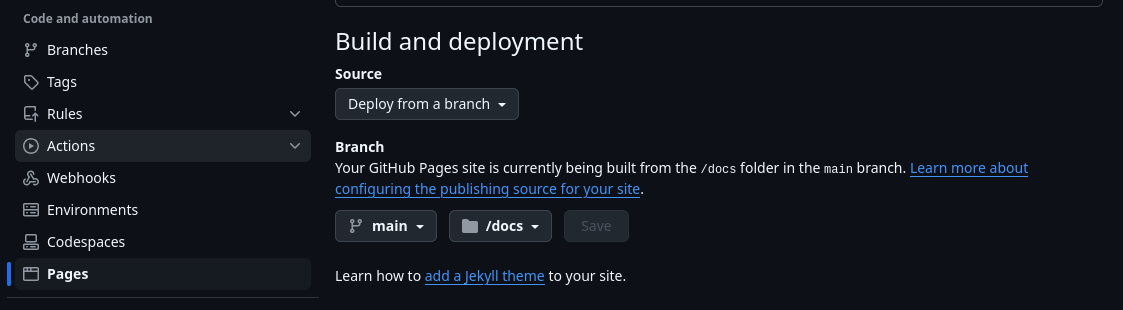 Code and automation
Branches
Tags
Rules
Actions
Webhooks
Environments
Codespaces
Pages
Build and deployment
Source
Deploy from a branch
Branch
Your GitHub Pages site is currently being built from the /docs folder in the main branch. Learn more about
configuring the publishing source for your site.
main /docs Save
Learn how to add a Jekyll theme to your site.